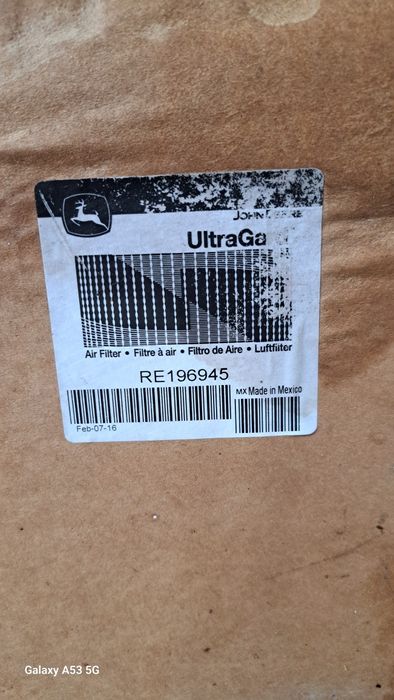 JOHN DEERE
UltraGa
Air Filter • Filtre à air • Filtro de Aire • Luftfilter
RE196945
MX Made in Mexico
Feb-07-16
Galaxy A53 5G